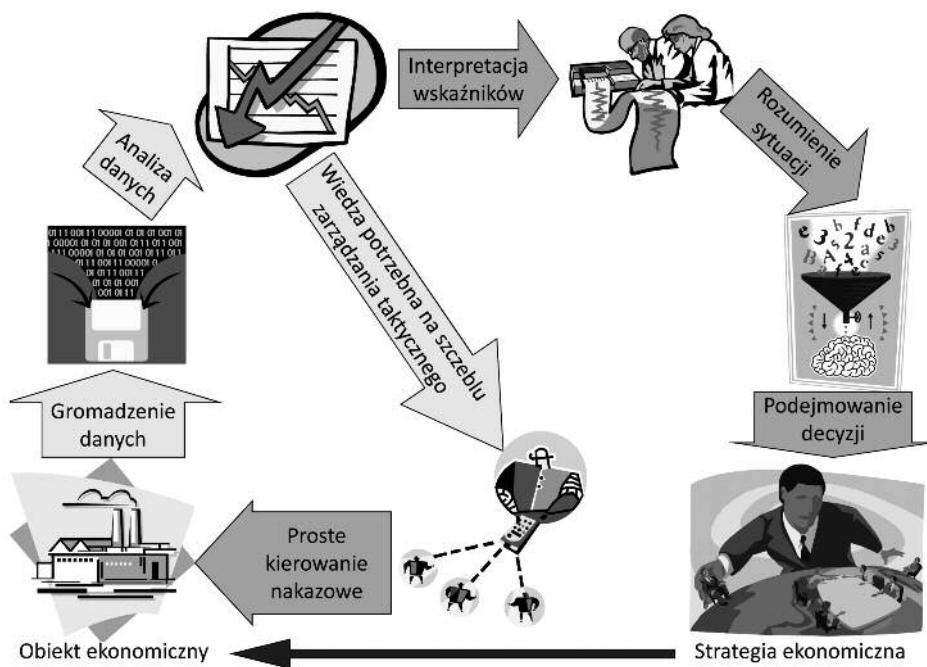 Interpretacja
wskaźników
Rozumienie
sytuacji
Analiza
danych
Wiedza potrzebna na szczeblu
zarządzania taktycznego
Gromadzenie
danych
Podejmowanie
decyzji
Proste
kierowanie
nakazowe
Obiekt ekonomiczny
Strategia ekonomiczna